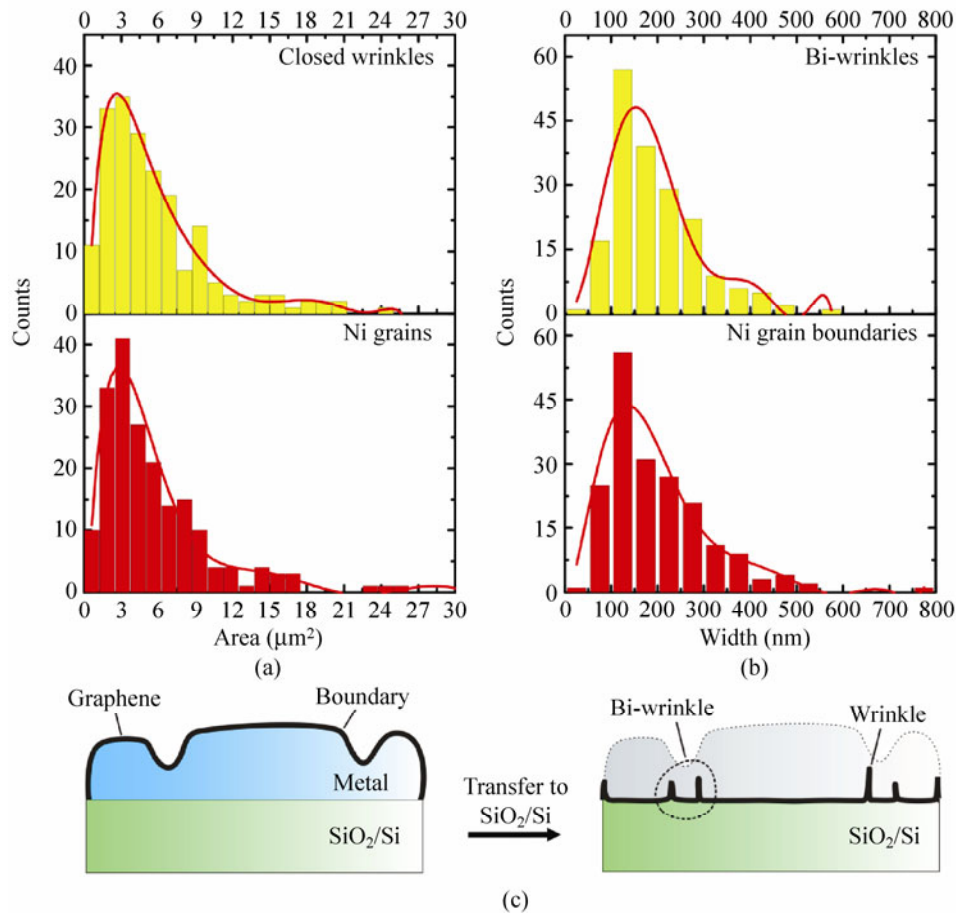 0 3 6 9 12 15 18 21 24 27 30
Closed wrinkles
40
30
20
10
0
Ni grains
40
30
20
10
0
0 3 6 9 12 15 18 21 24 27 30
Counts
Area (μm²)
(a)
0 100 200 300 400 500 600 700 800
Bi-wrinkles
60
45
30
15
0
Ni grain boundaries
60
45
30
15
0
0 100 200 300 400 500 600 700 800
Counts
Width (nm)
(b)
Graphene
Boundary
Metal
SiO₂/Si
Transfer to
SiO₂/Si
Bi-wrinkle
Wrinkle
SiO₂/Si
(c)